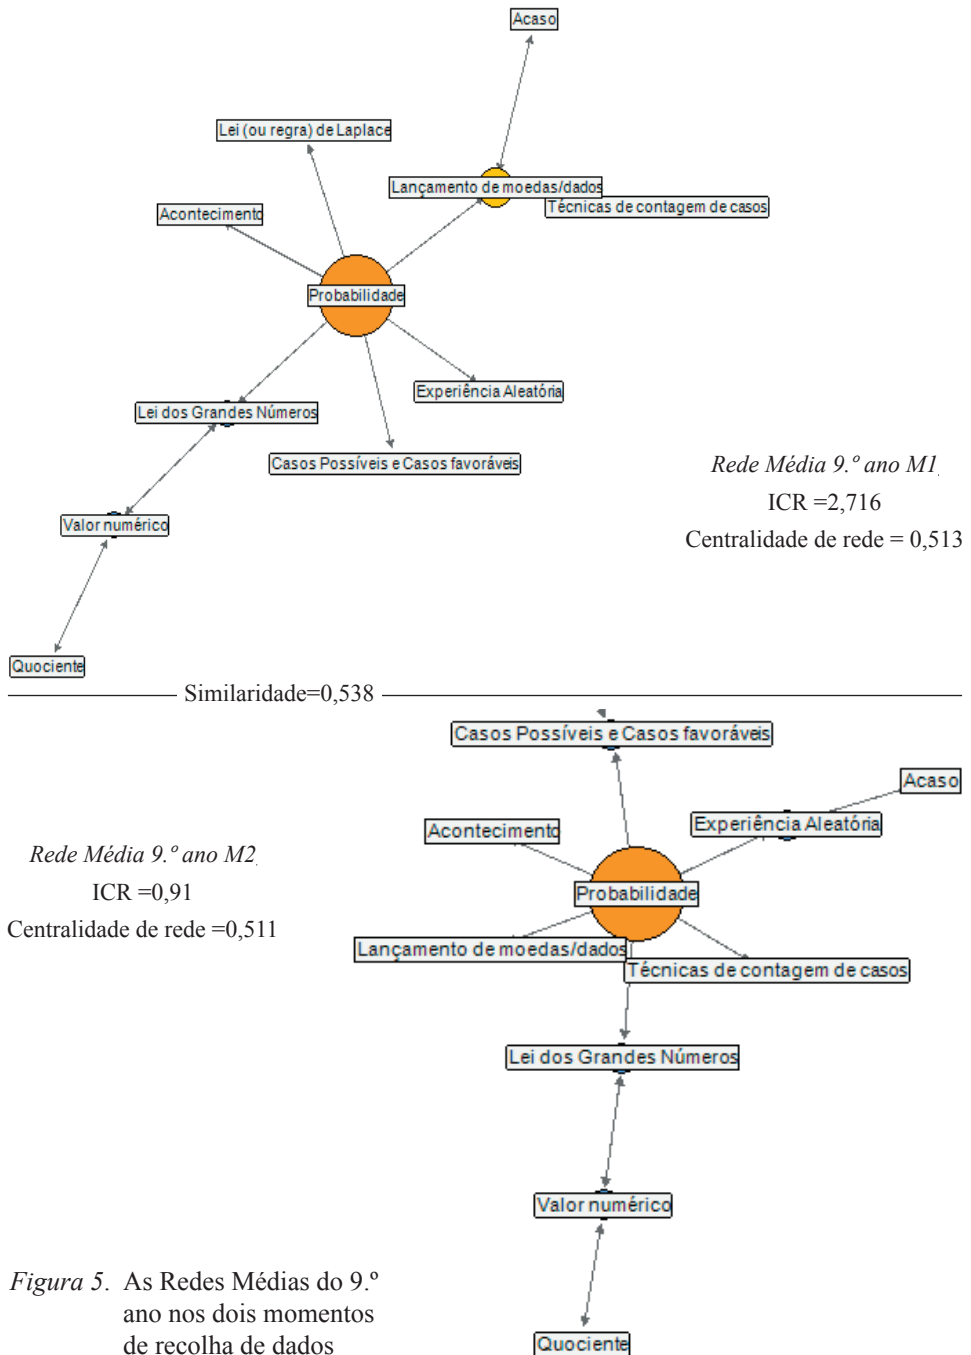 Acaso
Lei (ou regra) de Laplace
Lançamento de moedas/dados
Técnicas de contagem de casos
Acontecimento
Probabilidade
Experiência Aleatória
Lei dos Grandes Números
Casos Possíveis e Casos favoráveis
Rede Média 9.º ano M1
ICR =2,716
Valor numérico
Centralidade de rede = 0,513
Quociente
Similaridade=0,538
Casos Possíveis e Casos favoráveis
Acaso
Experiência Aleatória
Acontecimento
Rede Média 9.º ano M2
ICR =0,91
Centralidade de rede =0,511
Probabilidade
Lançamento de moedas/dados
Técnicas de contagem de casos
Lei dos Grandes Números
Valor numérico
Quociente
Figura 5. As Redes Médias do 9.º
ano nos dois momentos
de recolha de dados